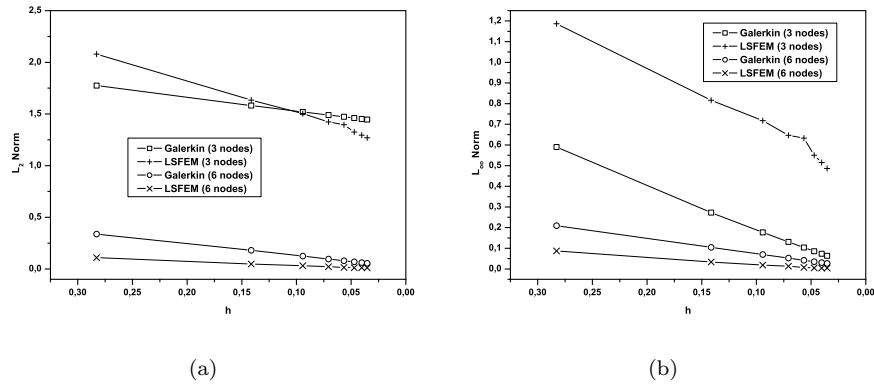 2,5
2,0
1,5
1,0
0,5
0,0
L2 Norm
0,30 0,25 0,20 0,15 0,10 0,05 0,00
h
Galerkin (3 nodes)
LSFEM (3 nodes)
Galerkin (6 nodes)
LSFEM (6 nodes)
(a)
1,2
1,1
1,0
0,9
0,8
0,7
0,6
0,5
0,4
0,3
0,2
0,1
0,0
L∞ Norm
0,30 0,25 0,20 0,15 0,10 0,05 0,00
h
Galerkin (3 nodes)
LSFEM (3 nodes)
Galerkin (6 nodes)
LSFEM (6 nodes)
(b)